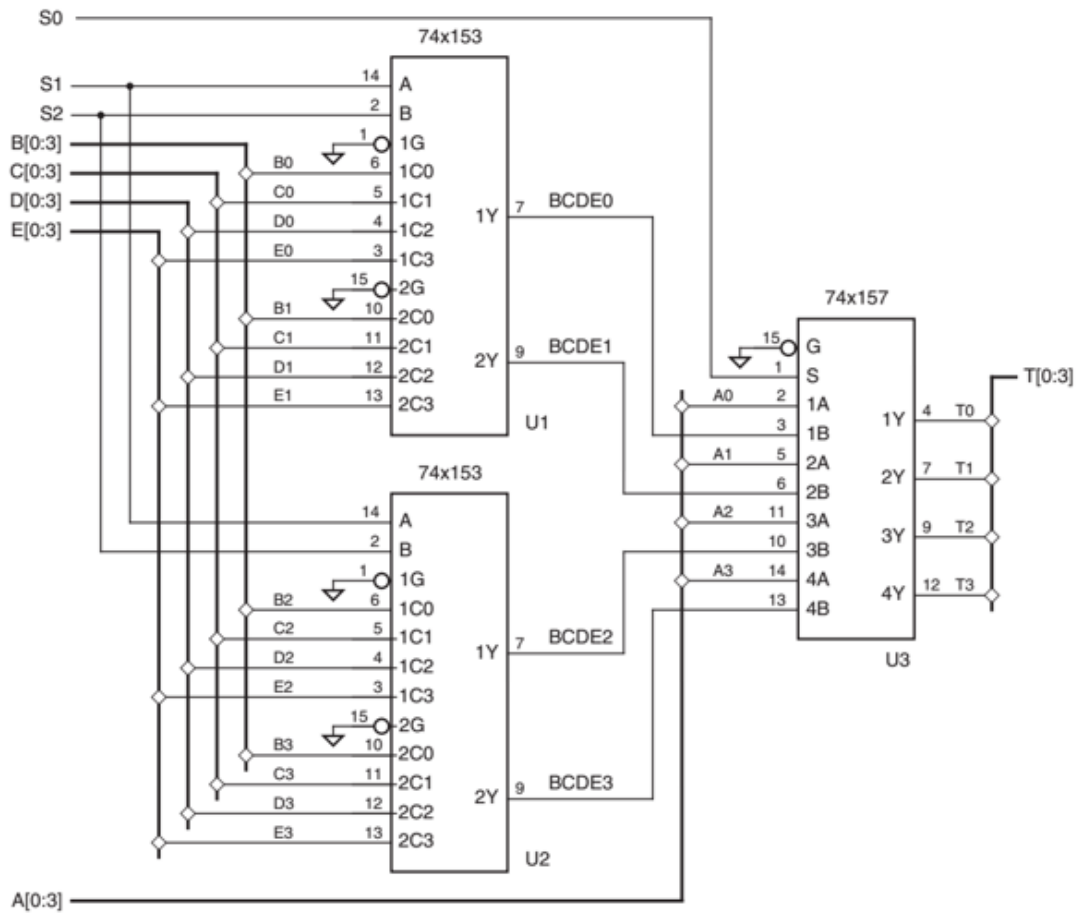 S0
74x153
S1
14
A
S2
2
B
B[0:3]
1
1G
C[0:3]
B0
6
1C0
D[0:3]
C0
5
1C1
1Y
7
BCDE0
E[0:3]
D0
4
1C2
E0
3
1C3
15
2G
74x157
B1
10
2C0
15
G
C1
11
2C1
2Y
9
BCDE1
1
S
T[0:3]
D1
12
2C2
A0
2
1A
E1
13
2C3
1Y
4
T0
U1
3
1B
A1
5
2A
74x153
2Y
7
T1
6
2B
14
A
A2
11
3A
2
B
3Y
9
T2
10
3B
1
1G
A3
14
4A
B2
6
1C0
4Y
12
T3
13
4B
C2
5
1C1
1Y
7
BCDE2
U3
D2
4
1C2
E2
3
1C3
15
2G
B3
10
2C0
C3
11
2C1
2Y
9
BCDE3
D3
12
2C2
E3
13
2C3
U2
A[0:3]